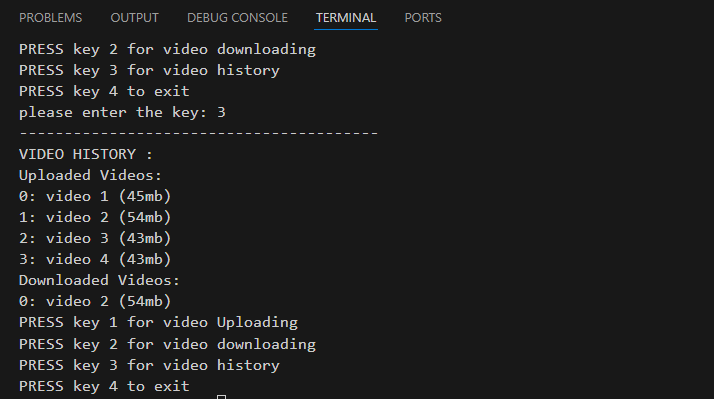 PROBLEMS OUTPUT DEBUG CONSOLE TERMINAL PORTS
PRESS key 2 for video downloading
PRESS key 3 for video history
PRESS key 4 to exit
please enter the key: 3
----------------------------------------
VIDEO HISTORY :
Uploaded Videos:
0: video 1 (45mb)
1: video 2 (54mb)
2: video 3 (43mb)
3: video 4 (43mb)
Downloaded Videos:
0: video 2 (54mb)
PRESS key 1 for video Uploading
PRESS key 2 for video downloading
PRESS key 3 for video history
PRESS key 4 to exit